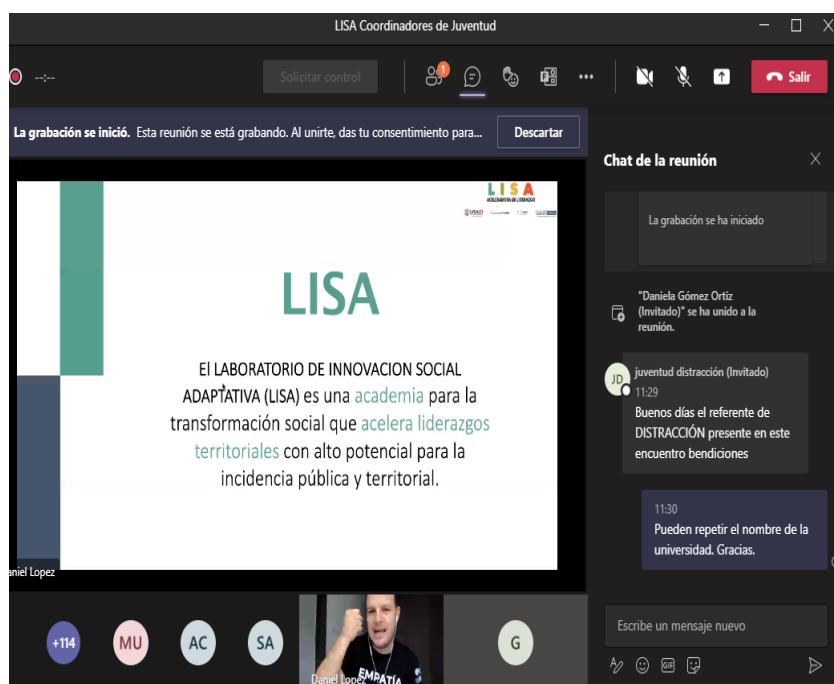 LISA Coordinadores de Juventud
--:--
Solicitar control
1
Salir
La grabación se inició. Esta reunión se está grabando. Al unirte, das tu consentimiento para...
Descartar
LISA
ACELERADORA DE LIDERAZGO
USAID
LISA
El LABORATORIO DE INNOVACION SOCIAL
ADAPTATIVA (LISA) es una academia para la
transformación social que acelera liderazgos
territoriales con alto potencial para la
incidencia pública y territorial.
aniel Lopez
+114
MU
AC
SA
EMPATÍA
Daniel Lopez
G
Chat de la reunión
La grabación se ha iniciado
"Daniela Gómez Ortiz
(Invitado)" se ha unido a la
reunión.
JD
juventud distracción (Invitado)
11:29
Buenos días el referente de
DISTRACCIÓN presente en este
encuentro bendiciones
11:30
Pueden repetir el nombre de la
universidad. Gracias.
Escribe un mensaje nuevo
GIF